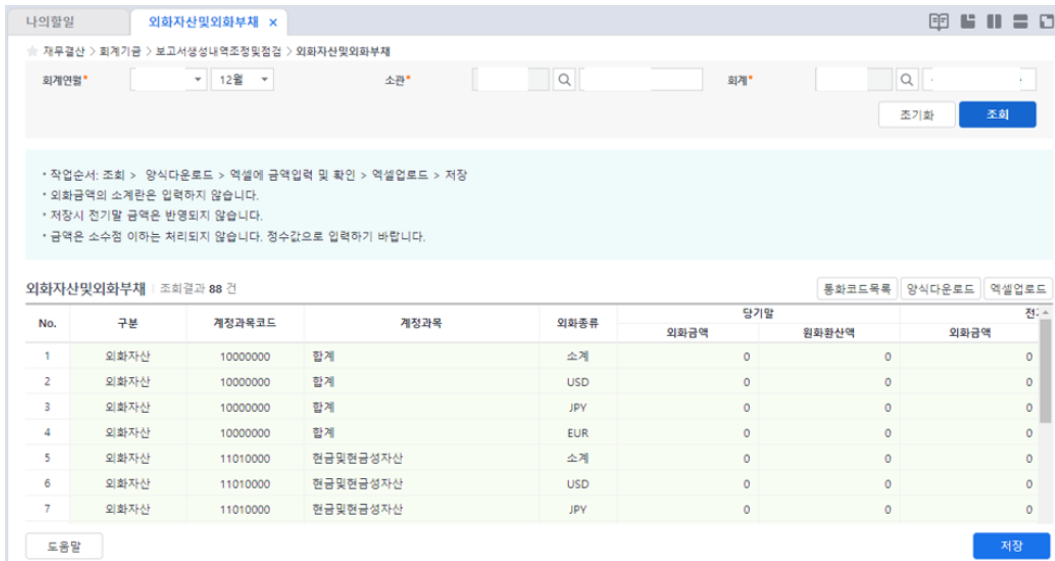 나의할일 외화자산및외화부채 ×
재무결산 > 회계기금 > 보고서생성내역조정및점검 > 외화자산및외화부채
회계연월* 12월 소관* 회계*
초기화 조회
• 작업순서: 조회 > 양식다운로드 > 엑셀에 금액입력 및 확인 > 엑셀업로드 > 저장
• 외화금액의 소계란은 입력하지 않습니다.
• 저장시 전기말 금액은 반영되지 않습니다.
• 금액은 소수점 이하는 처리되지 않습니다. 정수값으로 입력하기 바랍니다.
외화자산및외화부채 조회결과 88 건 통화코드목록 양식다운로드 엑셀업로드
No. 구분 계정과목코드 계정과목 외화종류 당기말
외화금액 원화환산액 외화금액
1 외화자산 10000000 합계 소계 0 0 0
2 외화자산 10000000 합계 USD 0 0 0
3 외화자산 10000000 합계 JPY 0 0 0
4 외화자산 10000000 합계 EUR 0 0 0
5 외화자산 11010000 현금및현금성자산 소계 0 0 0
6 외화자산 11010000 현금및현금성자산 USD 0 0 0
7 외화자산 11010000 현금및현금성자산 JPY 0 0 0
도움말 저장